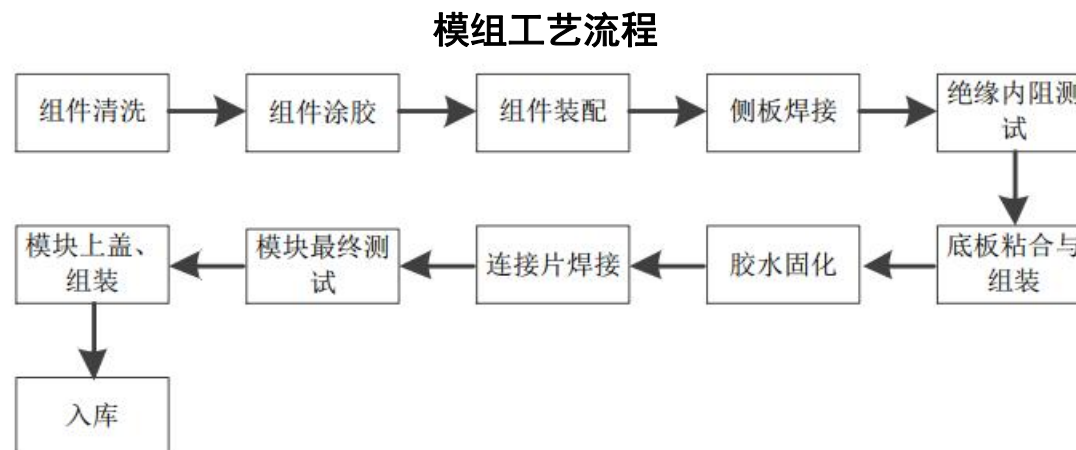 模组工艺流程
组件清洗
组件涂胶
组件装配
侧板焊接
绝缘内阻测
试
底板粘合与
组装
胶水固化
连接片焊接
模块最终测
试
模块上盖、
组装
入库